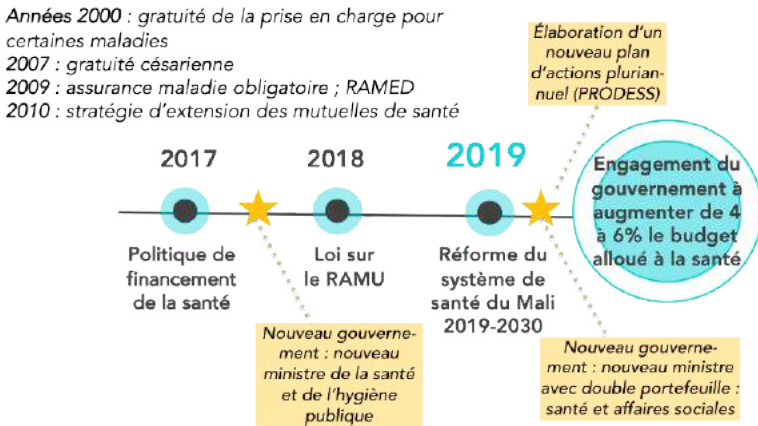 Années 2000 : gratuité de la prise en charge pour
certaines maladies
2007 : gratuité césarienne
2009 : assurance maladie obligatoire ; RAMED
2010 : stratégie d'extension des mutuelles de santé
Élaboration d'un
nouveau plan
d'actions plurian-
nuel (PRODESS)
2017
2018
2019
Engagement du
gouvernement à
augmenter de 4
à 6% le budget
alloué à la santé
Politique de
financement
de la santé
Loi sur
le RAMU
Réforme du
système de
santé du Mali
2019-2030
Nouveau gouverne-
ment : nouveau
ministre de la santé
et de l'hygiène
publique
Nouveau gouverne-
ment : nouveau ministre
avec double portefeuille :
santé et affaires sociales